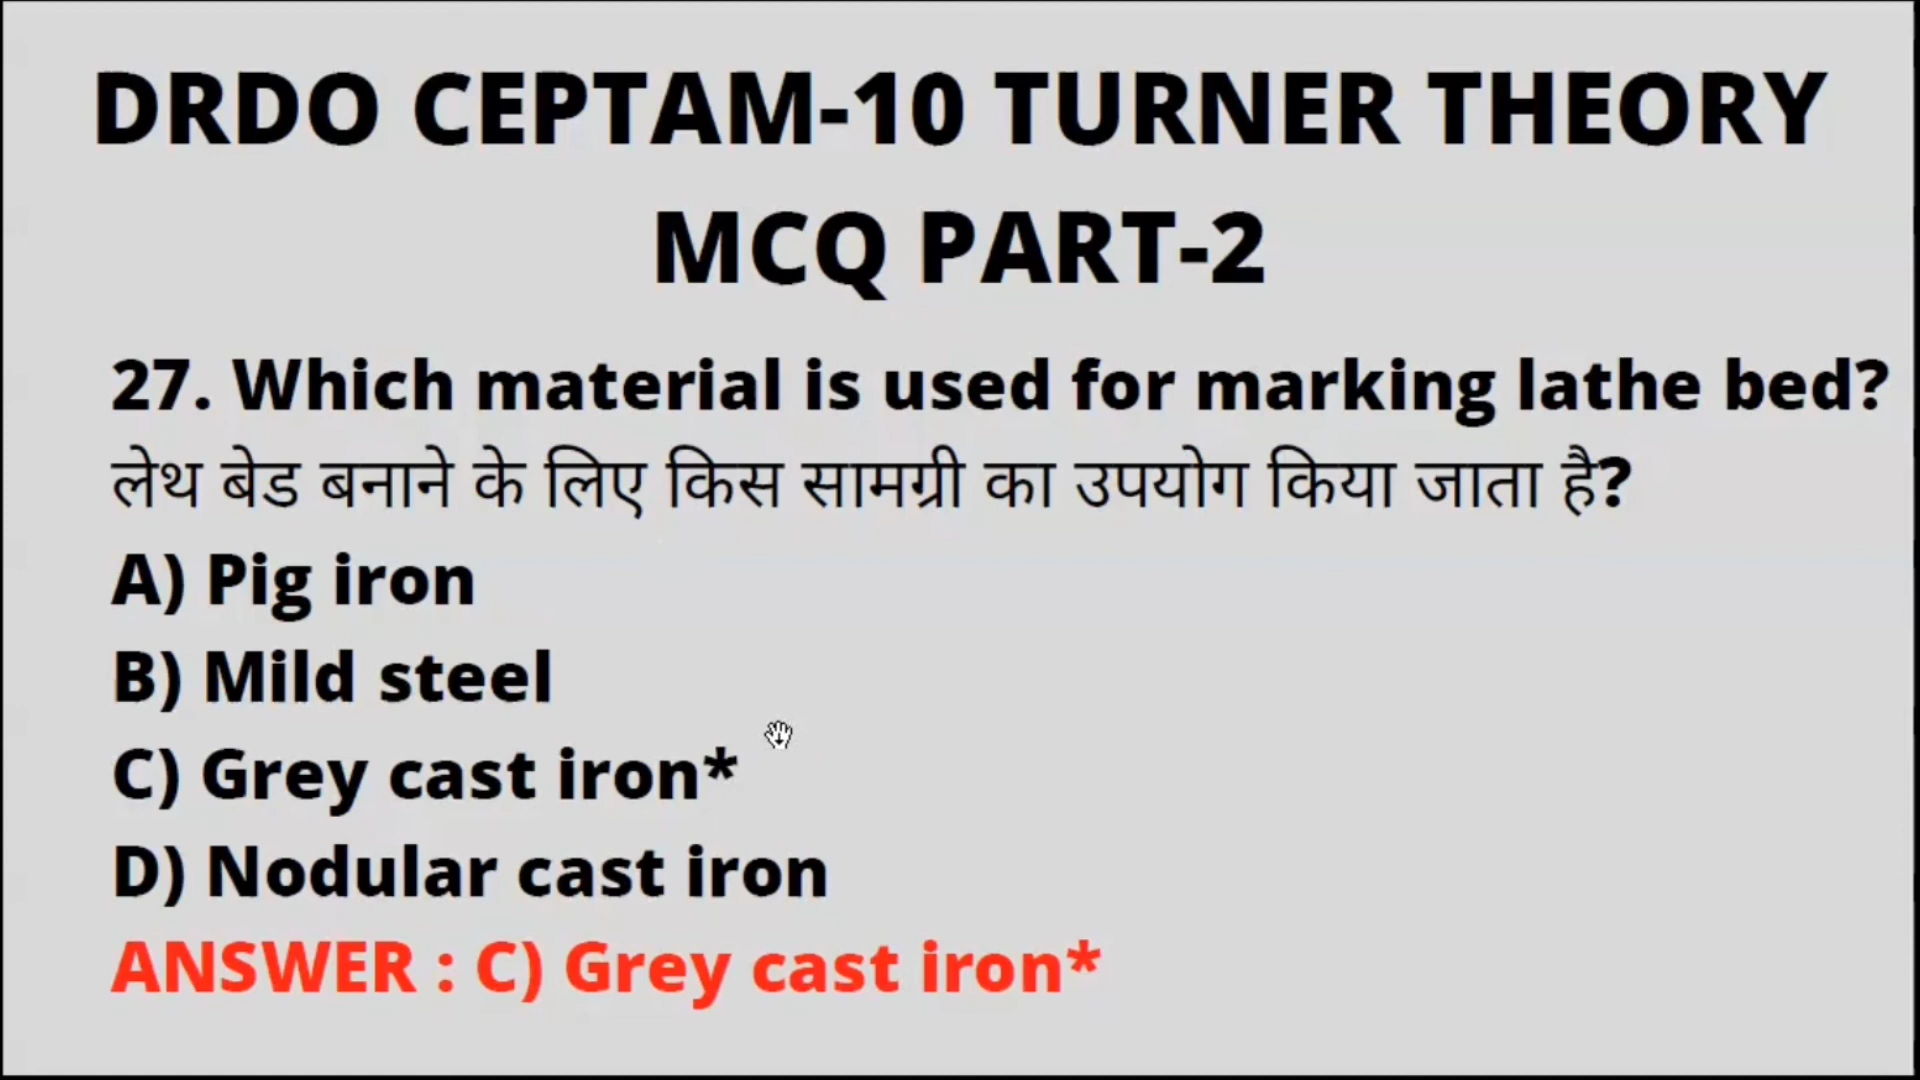 DRDO CEPTAM-10 TURNER THEORY
MCQ PART-2
27. Which material is used for marking lathe bed?
लेथ बेड बनाने के लिए किस सामग्री का उपयोग किया जाता है?
A) Pig iron
B) Mild steel
C) Grey cast iron*
D) Nodular cast iron
ANSWER : C) Grey cast iron*